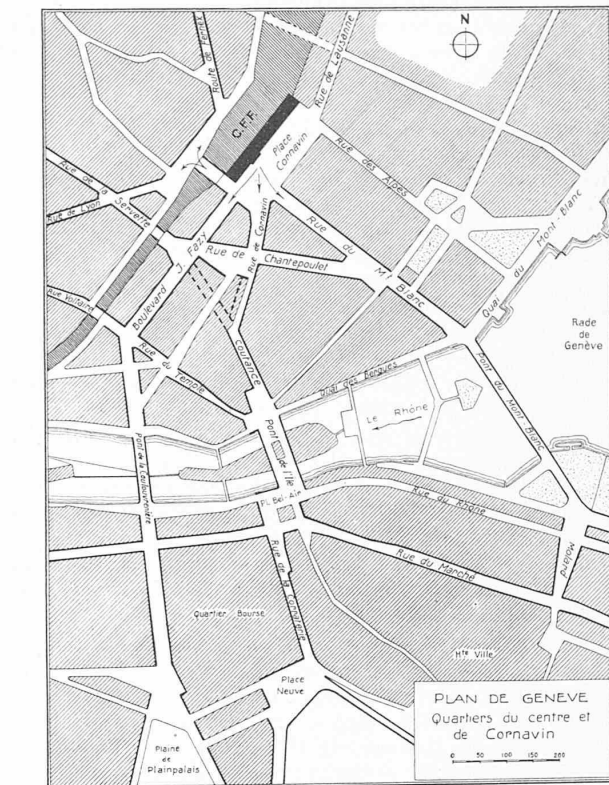 N
Route de Ferney
Rue de Lausanne
C.F.F.
Place
Cornavin
Rue des Alpes
Rue de la Servette
Rue de Lyon
Rue de Cornavin
Rue du Mt Blanc
Quai du Mont-Blanc
Boulevard J. Fazy
Rue de Chantepoulet
Rue Voltaire
Rue du Temple
Coutance
Rade
de
Genève
Quai des Bergues
Pont du Mont Blanc
Le Rhône
Pont de l'Ile
Pont de la Coulouvrenière
Pl. Bel-Air
Rue du Rhône
Rue du Marché
Molard
Rue de la Corraterie
Quartier Bourse
Hte Ville
Place
Neuve
Plaine
de
Plainpalais
PLAN DE GENEVE
Quartiers du centre et
de Cornavin
0 50 100 150 200